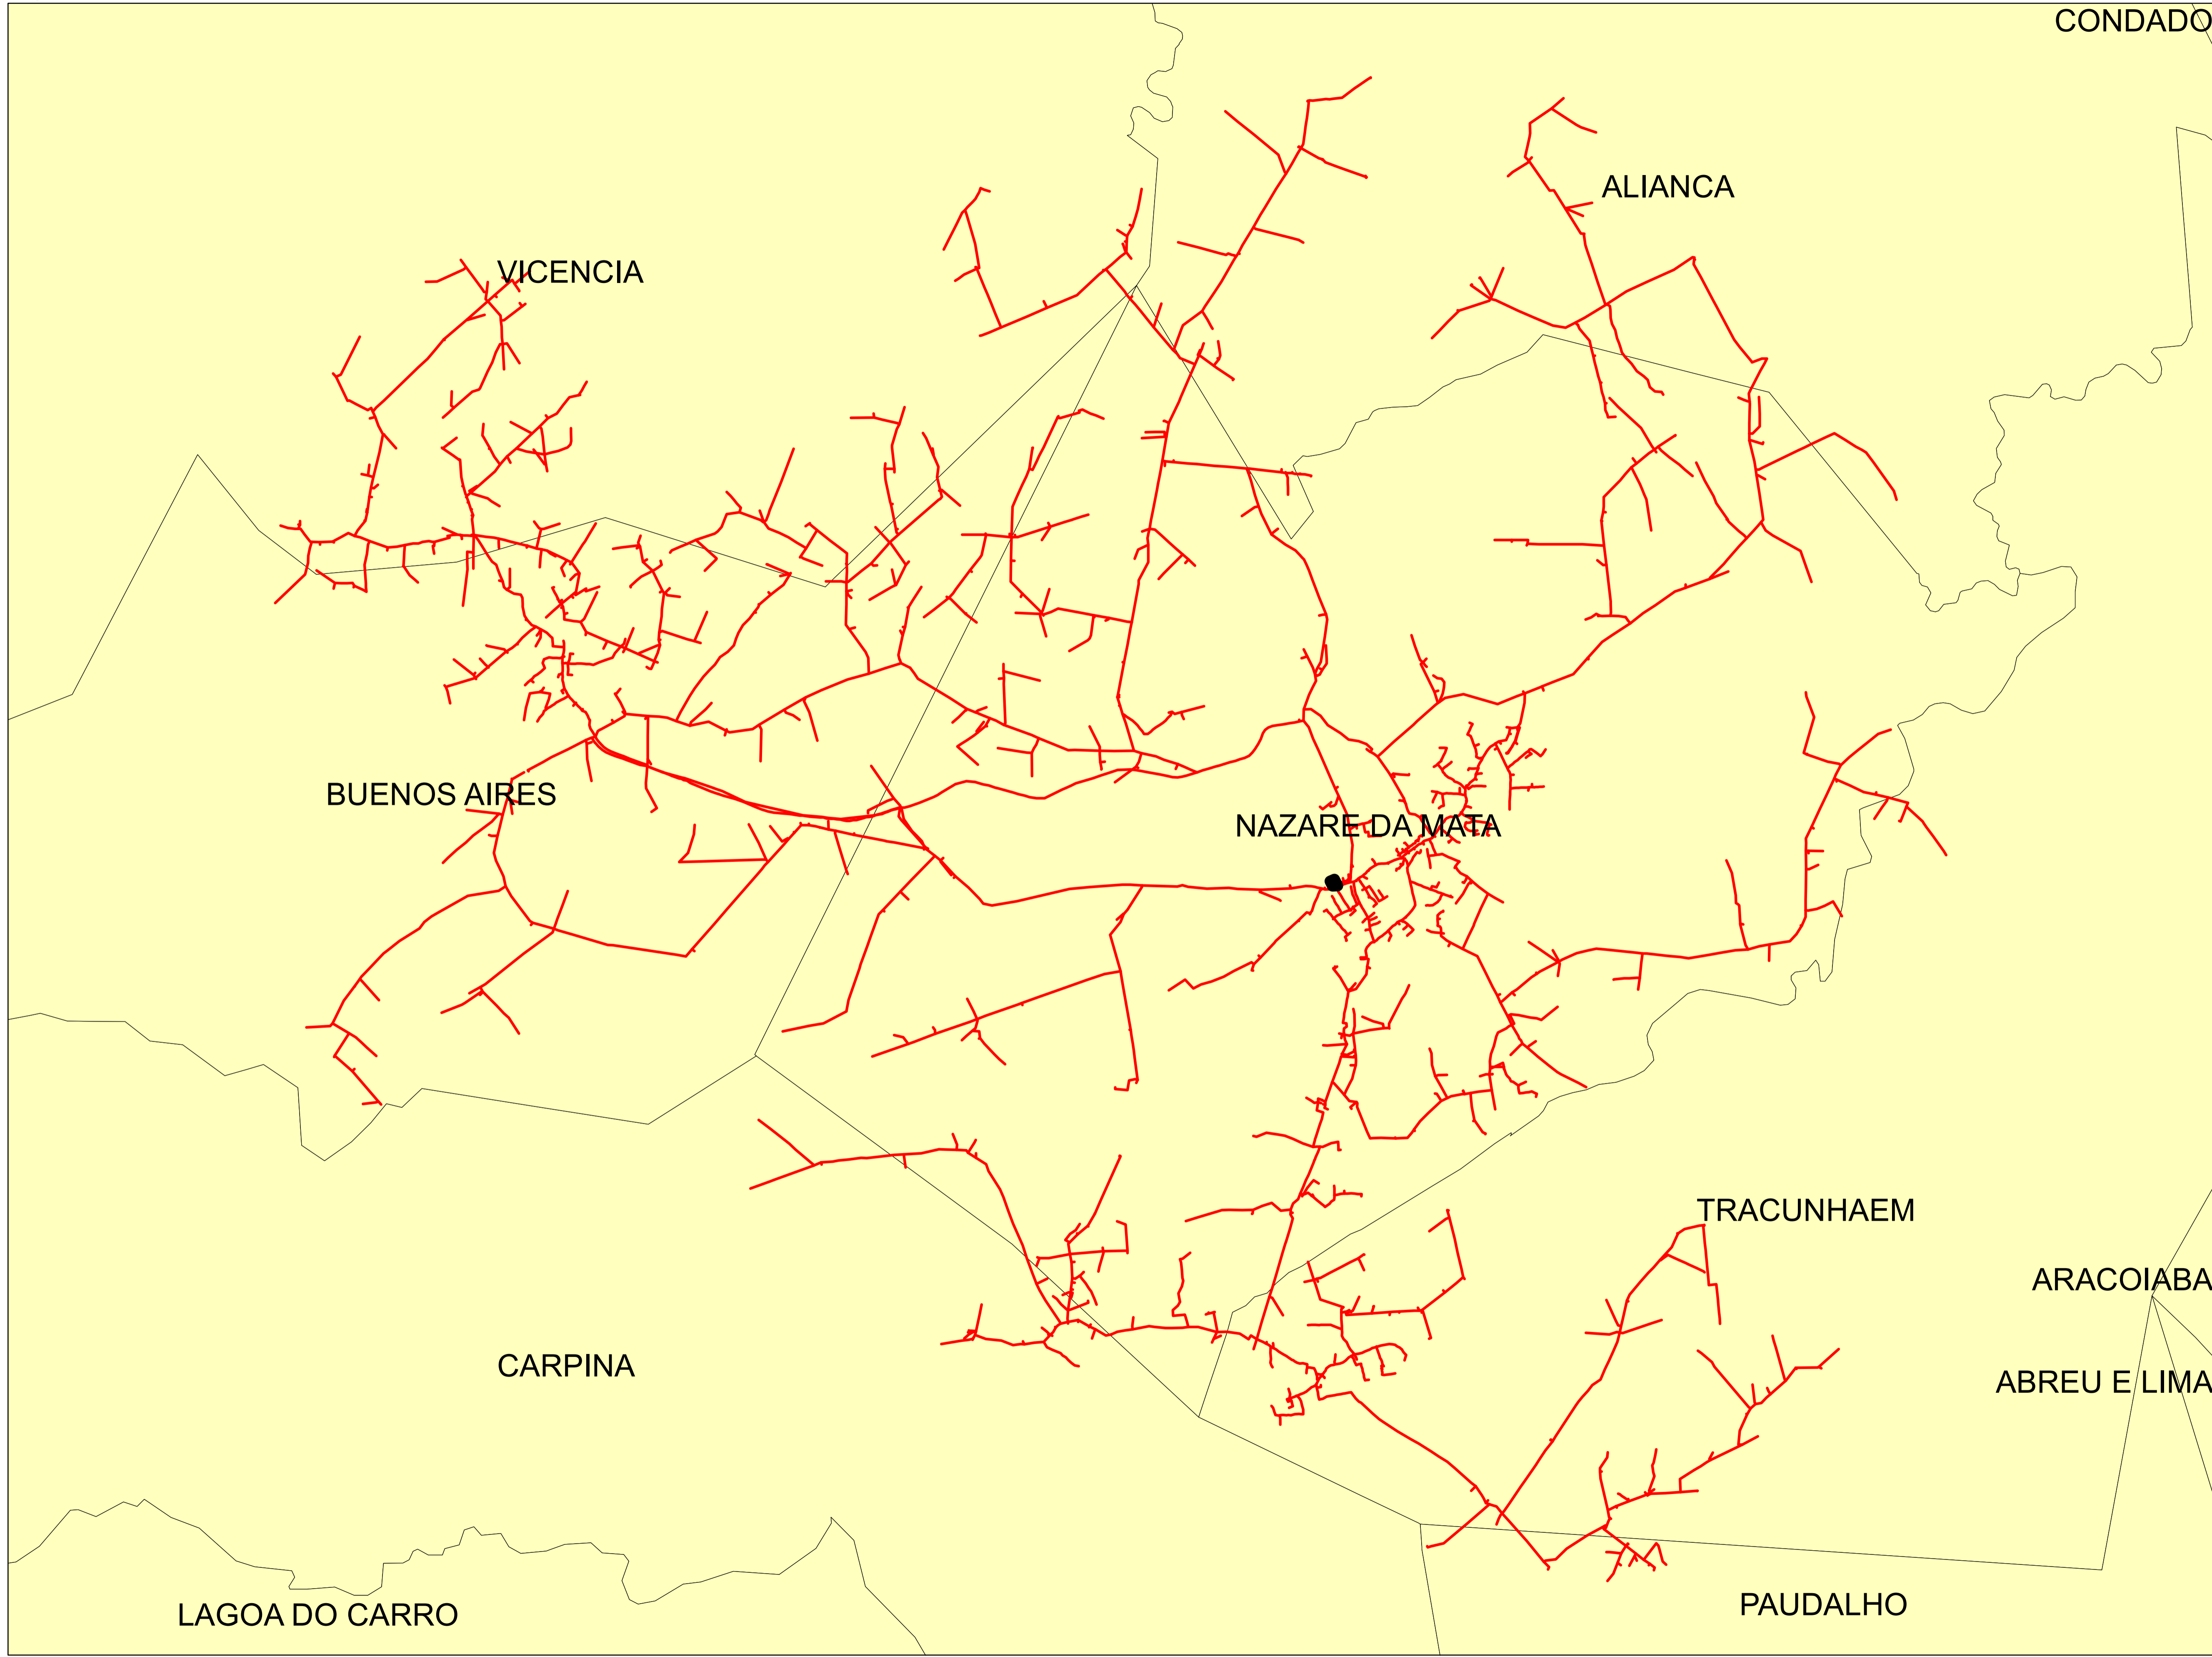 CONDADO
ALIANCA
VICENCIA
BUENOS AIRES
NAZARE DA MATA
TRACUNHAEM
ARACOIABA
CARPINA
ABREU E LIMA
PAUDALHO
LAGOA DO CARRO